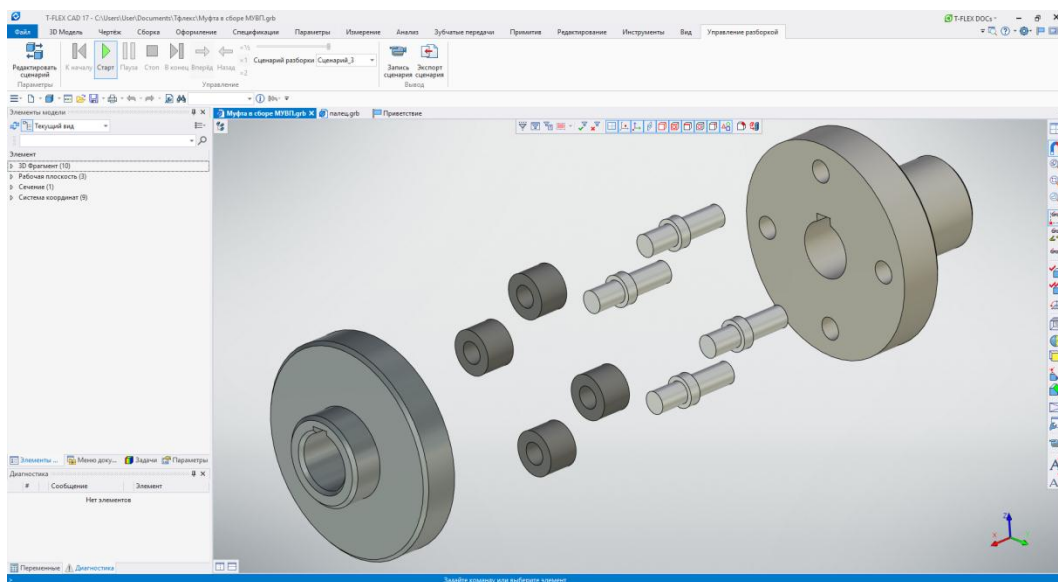 T-FLEX CAD 17 - C:\Users\User\Documents\Тфлекс\Муфта в сборе МУВП.grb
T-FLEX DOCs
Файл 3D Модель Чертёж Сборка Оформление Спецификации Параметры Измерение Анализ Зубчатые передачи Примитив Редактирование Инструменты Вид Управление разборкой
Редактировать сценарий
К началу Старт Пауза Стоп В конец Вперёд Назад
÷1
×1
÷2
Сценарий разборки Сценарий_3
Запись сценария
Экспорт сценария
Параметры Управление Вывод
Элементы модели
Муфта в сборе МУВП.grb X палец.grb Приветствие
Текущий вид
Элемент
3D Фрагмент (10)
Рабочая плоскость (3)
Сечение (1)
Система координат (9)
Элементы ... Меню доку... Задачи Параметры
Диагностика
# Сообщение Элемент
Нет элементов
Переменные Диагностика
Задайте команду или выберите элемент